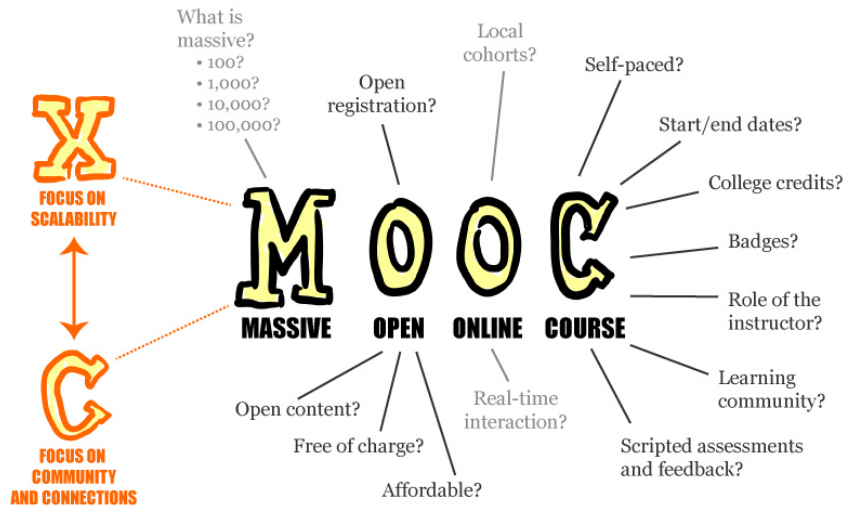 What is
massive?
• 100?
• 1,000?
• 10,000?
• 100,000?
Open
registration?
Local
cohorts?
Self-paced?
Start/end dates?
College credits?
Badges?
Role of the
instructor?
Learning
community?
Scripted assessments
and feedback?
X
FOCUS ON
SCALABILITY
C
FOCUS ON
COMMUNITY
AND CONNECTIONS
MOOC
MASSIVE OPEN ONLINE COURSE
Open content?
Free of charge?
Affordable?
Real-time
interaction?